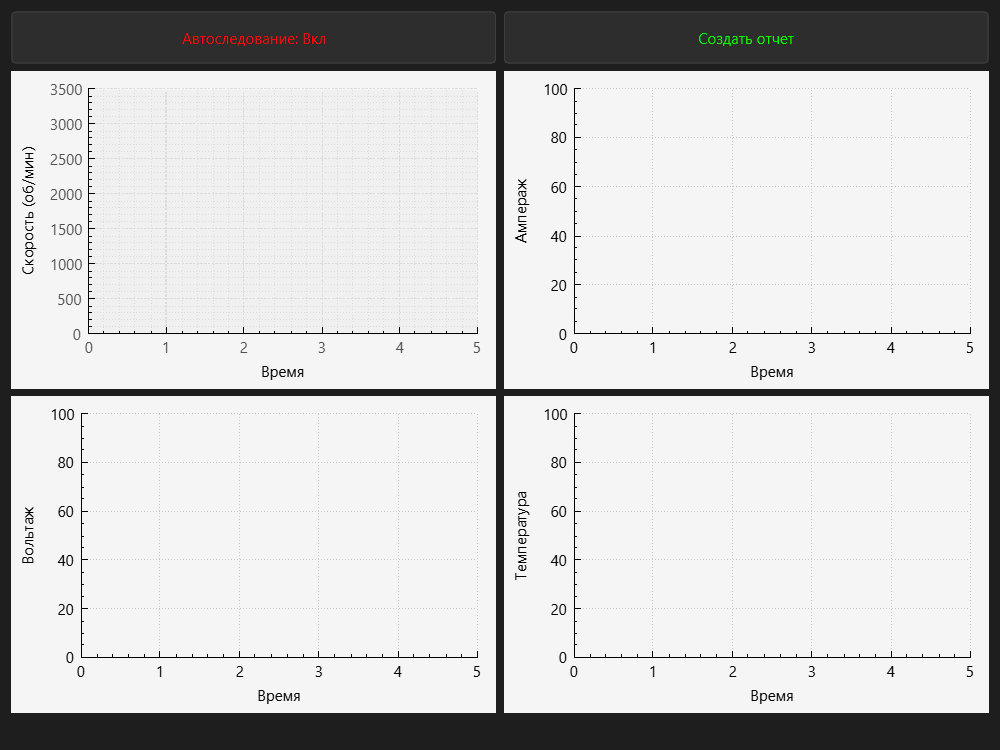 Автоследование: Вкл
Создать отчет
Скорость (об/мин)
3500
3000
2500
2000
1500
1000
500
0
0 1 2 3 4 5
Время
Ампераж
100
80
60
40
20
0
0 1 2 3 4 5
Время
Вольтаж
100
80
60
40
20
0
0 1 2 3 4 5
Время
Температура
100
80
60
40
20
0
0 1 2 3 4 5
Время